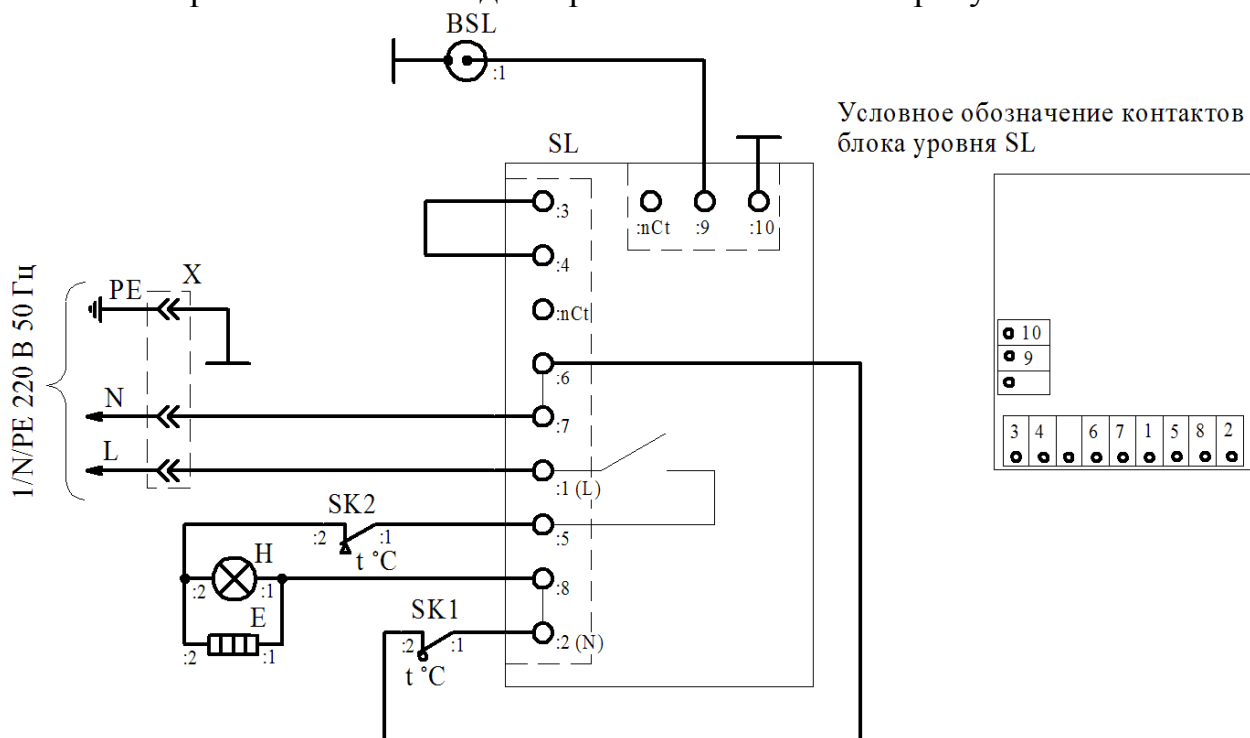 BSL
:1
Условное обозначение контактов
блока уровня SL
SL
:3
:nCt
:9
:10
:4
1/N/PE 220 В 50 Гц
PE
X
:nCt
:6
N
:7
L
:1 (L)
SK2
:2
:1
t °C
:5
H
:2
:1
:8
E
:2
:1
SK1
:2
:1
t °C
:2 (N)
10
9
3 4 6 7 1 5 8 2